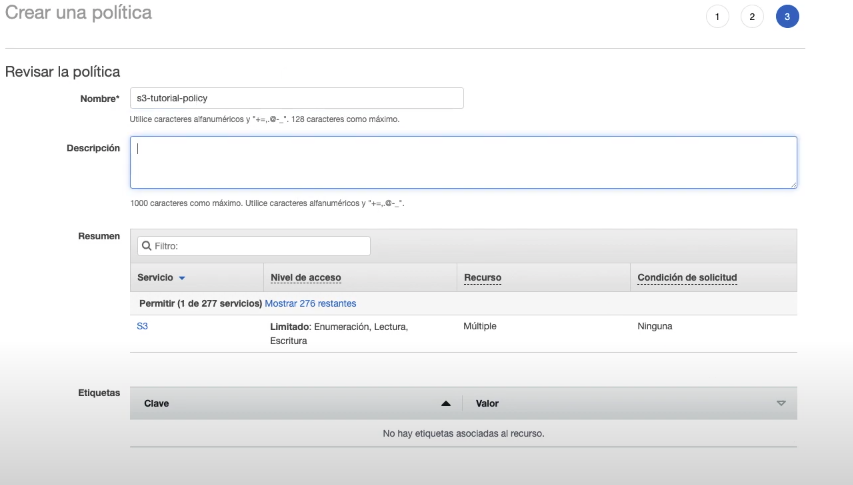 Crear una política
1 2 3
Revisar la política
Nombre* s3-tutorial-policy
Utilice caracteres alfanuméricos y "+=,.@-_". 128 caracteres como máximo.
Descripción
1000 caracteres como máximo. Utilice caracteres alfanuméricos y "+=,.@-_".
Resumen Filtro:
Servicio Nivel de acceso Recurso Condición de solicitud
Permitir (1 de 277 servicios) Mostrar 276 restantes
S3 Limitado: Enumeración, Lectura, Múltiple Ninguna
Escritura
Etiquetas Clave Valor
No hay etiquetas asociadas al recurso.